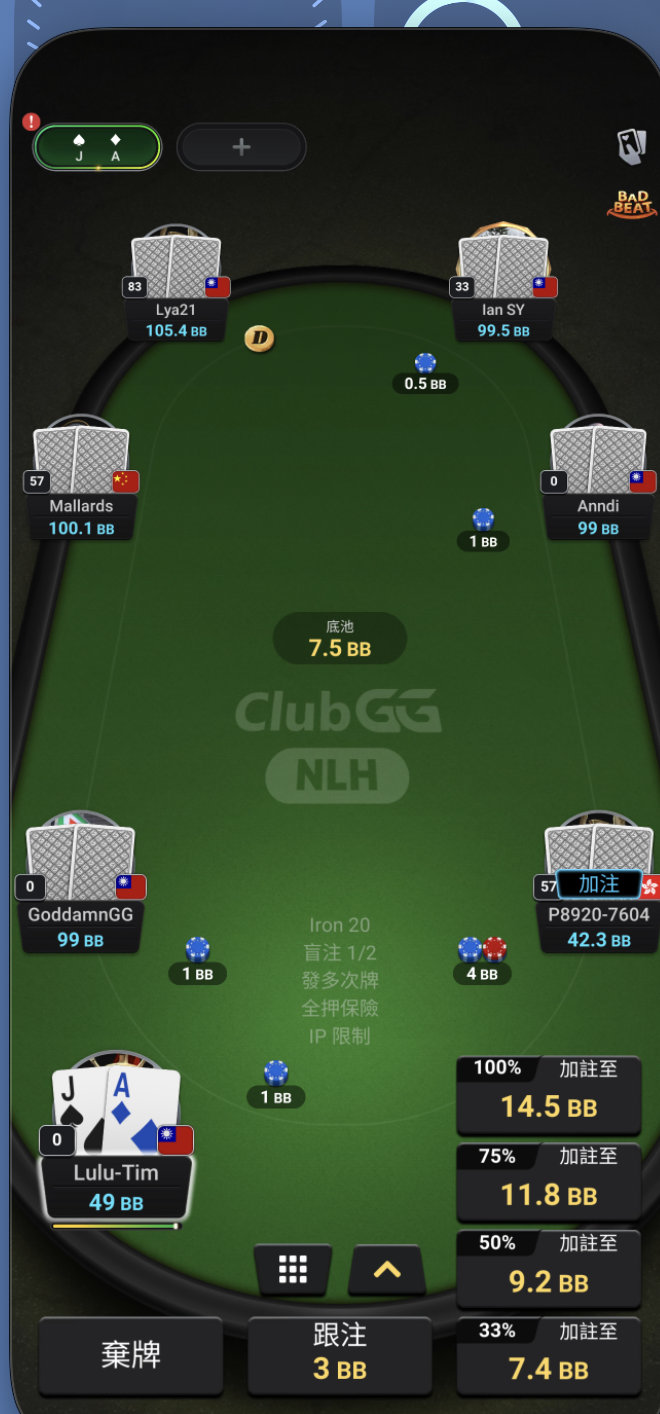 !
J A
+
BAD
BEAT
83
Lya21
105.4 BB
33
Ian SY
99.5 BB
D
0.5 BB
57
Mallards
100.1 BB
0
Anndi
99 BB
1 BB
底池
7.5 BB
ClubGG
NLH
0
GoddamnGG
99 BB
57
加注
P8920-7604
42.3 BB
1 BB
4 BB
Iron 20
盲注 1/2
發多次牌
全押保險
IP 限制
1 BB
J A
0
Lulu-Tim
49 BB
100% 加註至
14.5 BB
75% 加註至
11.8 BB
50% 加註至
9.2 BB
33% 加註至
7.4 BB
棄牌
跟注
3 BB